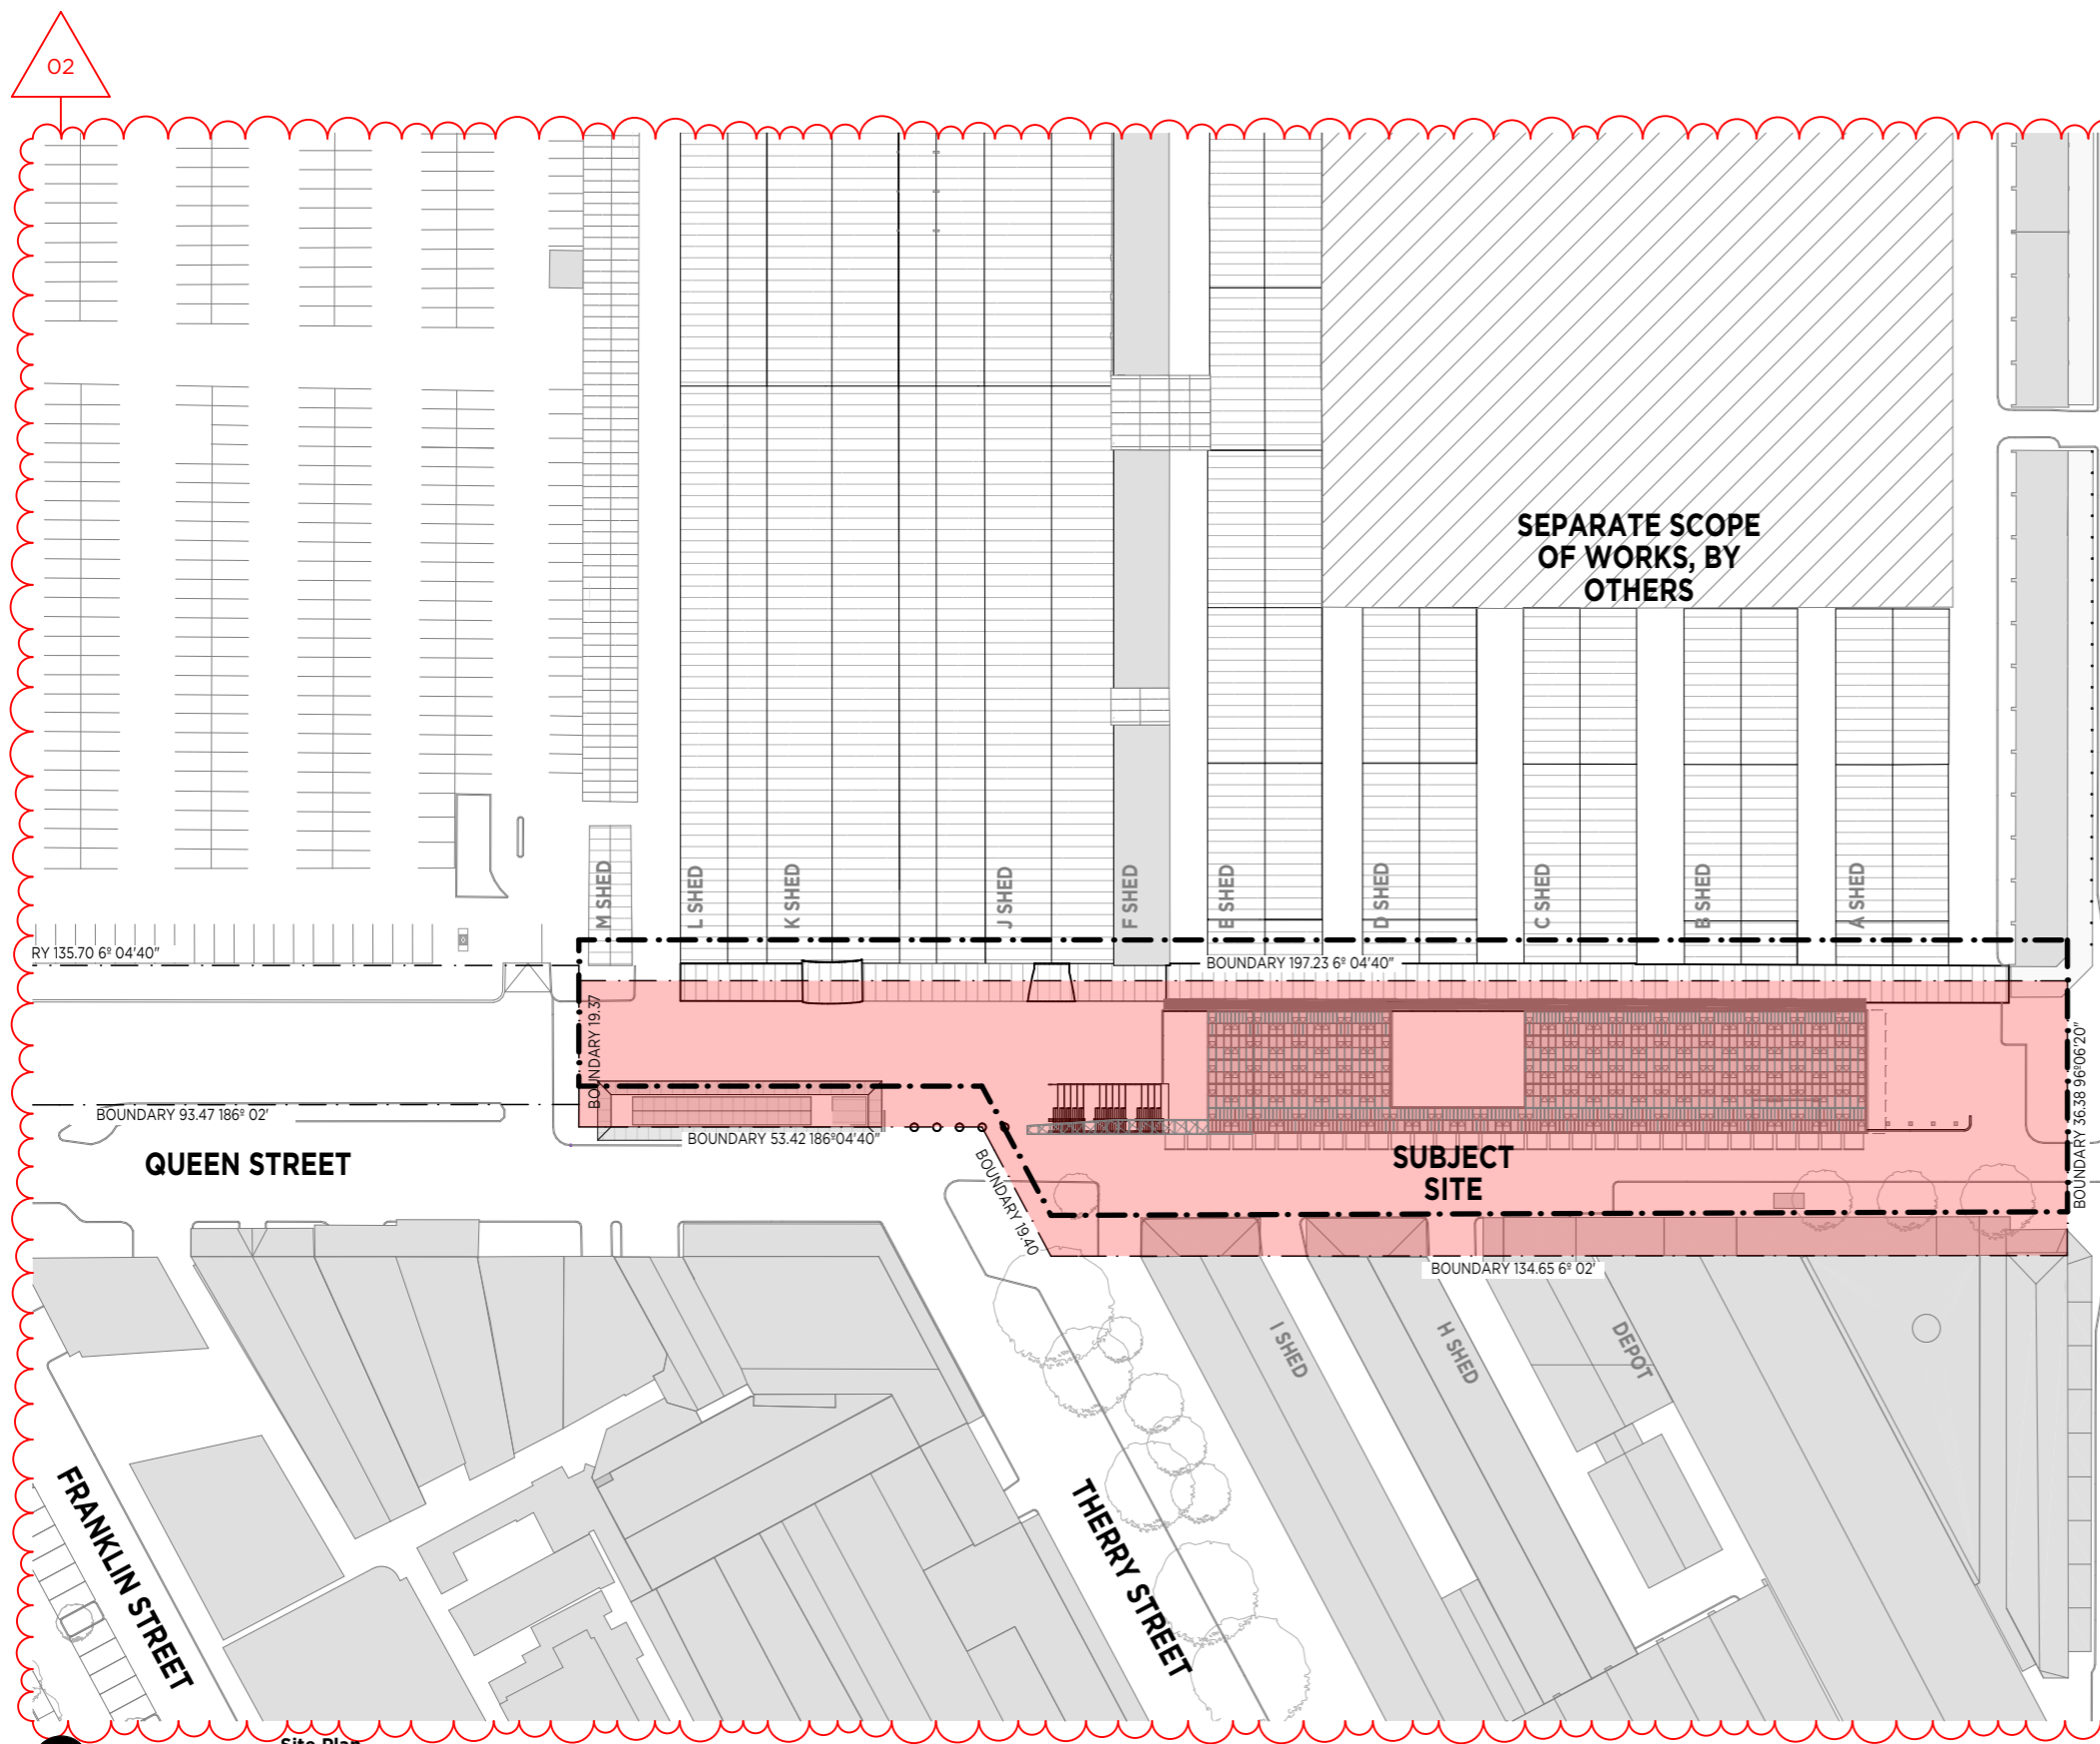 02
SEPARATE SCOPE
OF WORKS, BY
OTHERS
M SHED
L SHED
K SHED
J SHED
F SHED
E SHED
D SHED
C SHED
B SHED
A SHED
RY 135.70 6º 04'40"
BOUNDARY 197.23 6º 04'40"
BOUNDARY 19.37
BOUNDARY 36.38 96º06'20"
BOUNDARY 93.47 186º 02'
BOUNDARY 53.42 186º04'40"
QUEEN STREET
SUBJECT
SITE
BOUNDARY 19.40
BOUNDARY 134.65 6º 02'
I SHED
H SHED
DEPOT
FRANKLIN STREET
THERRY STREET
Site Plan